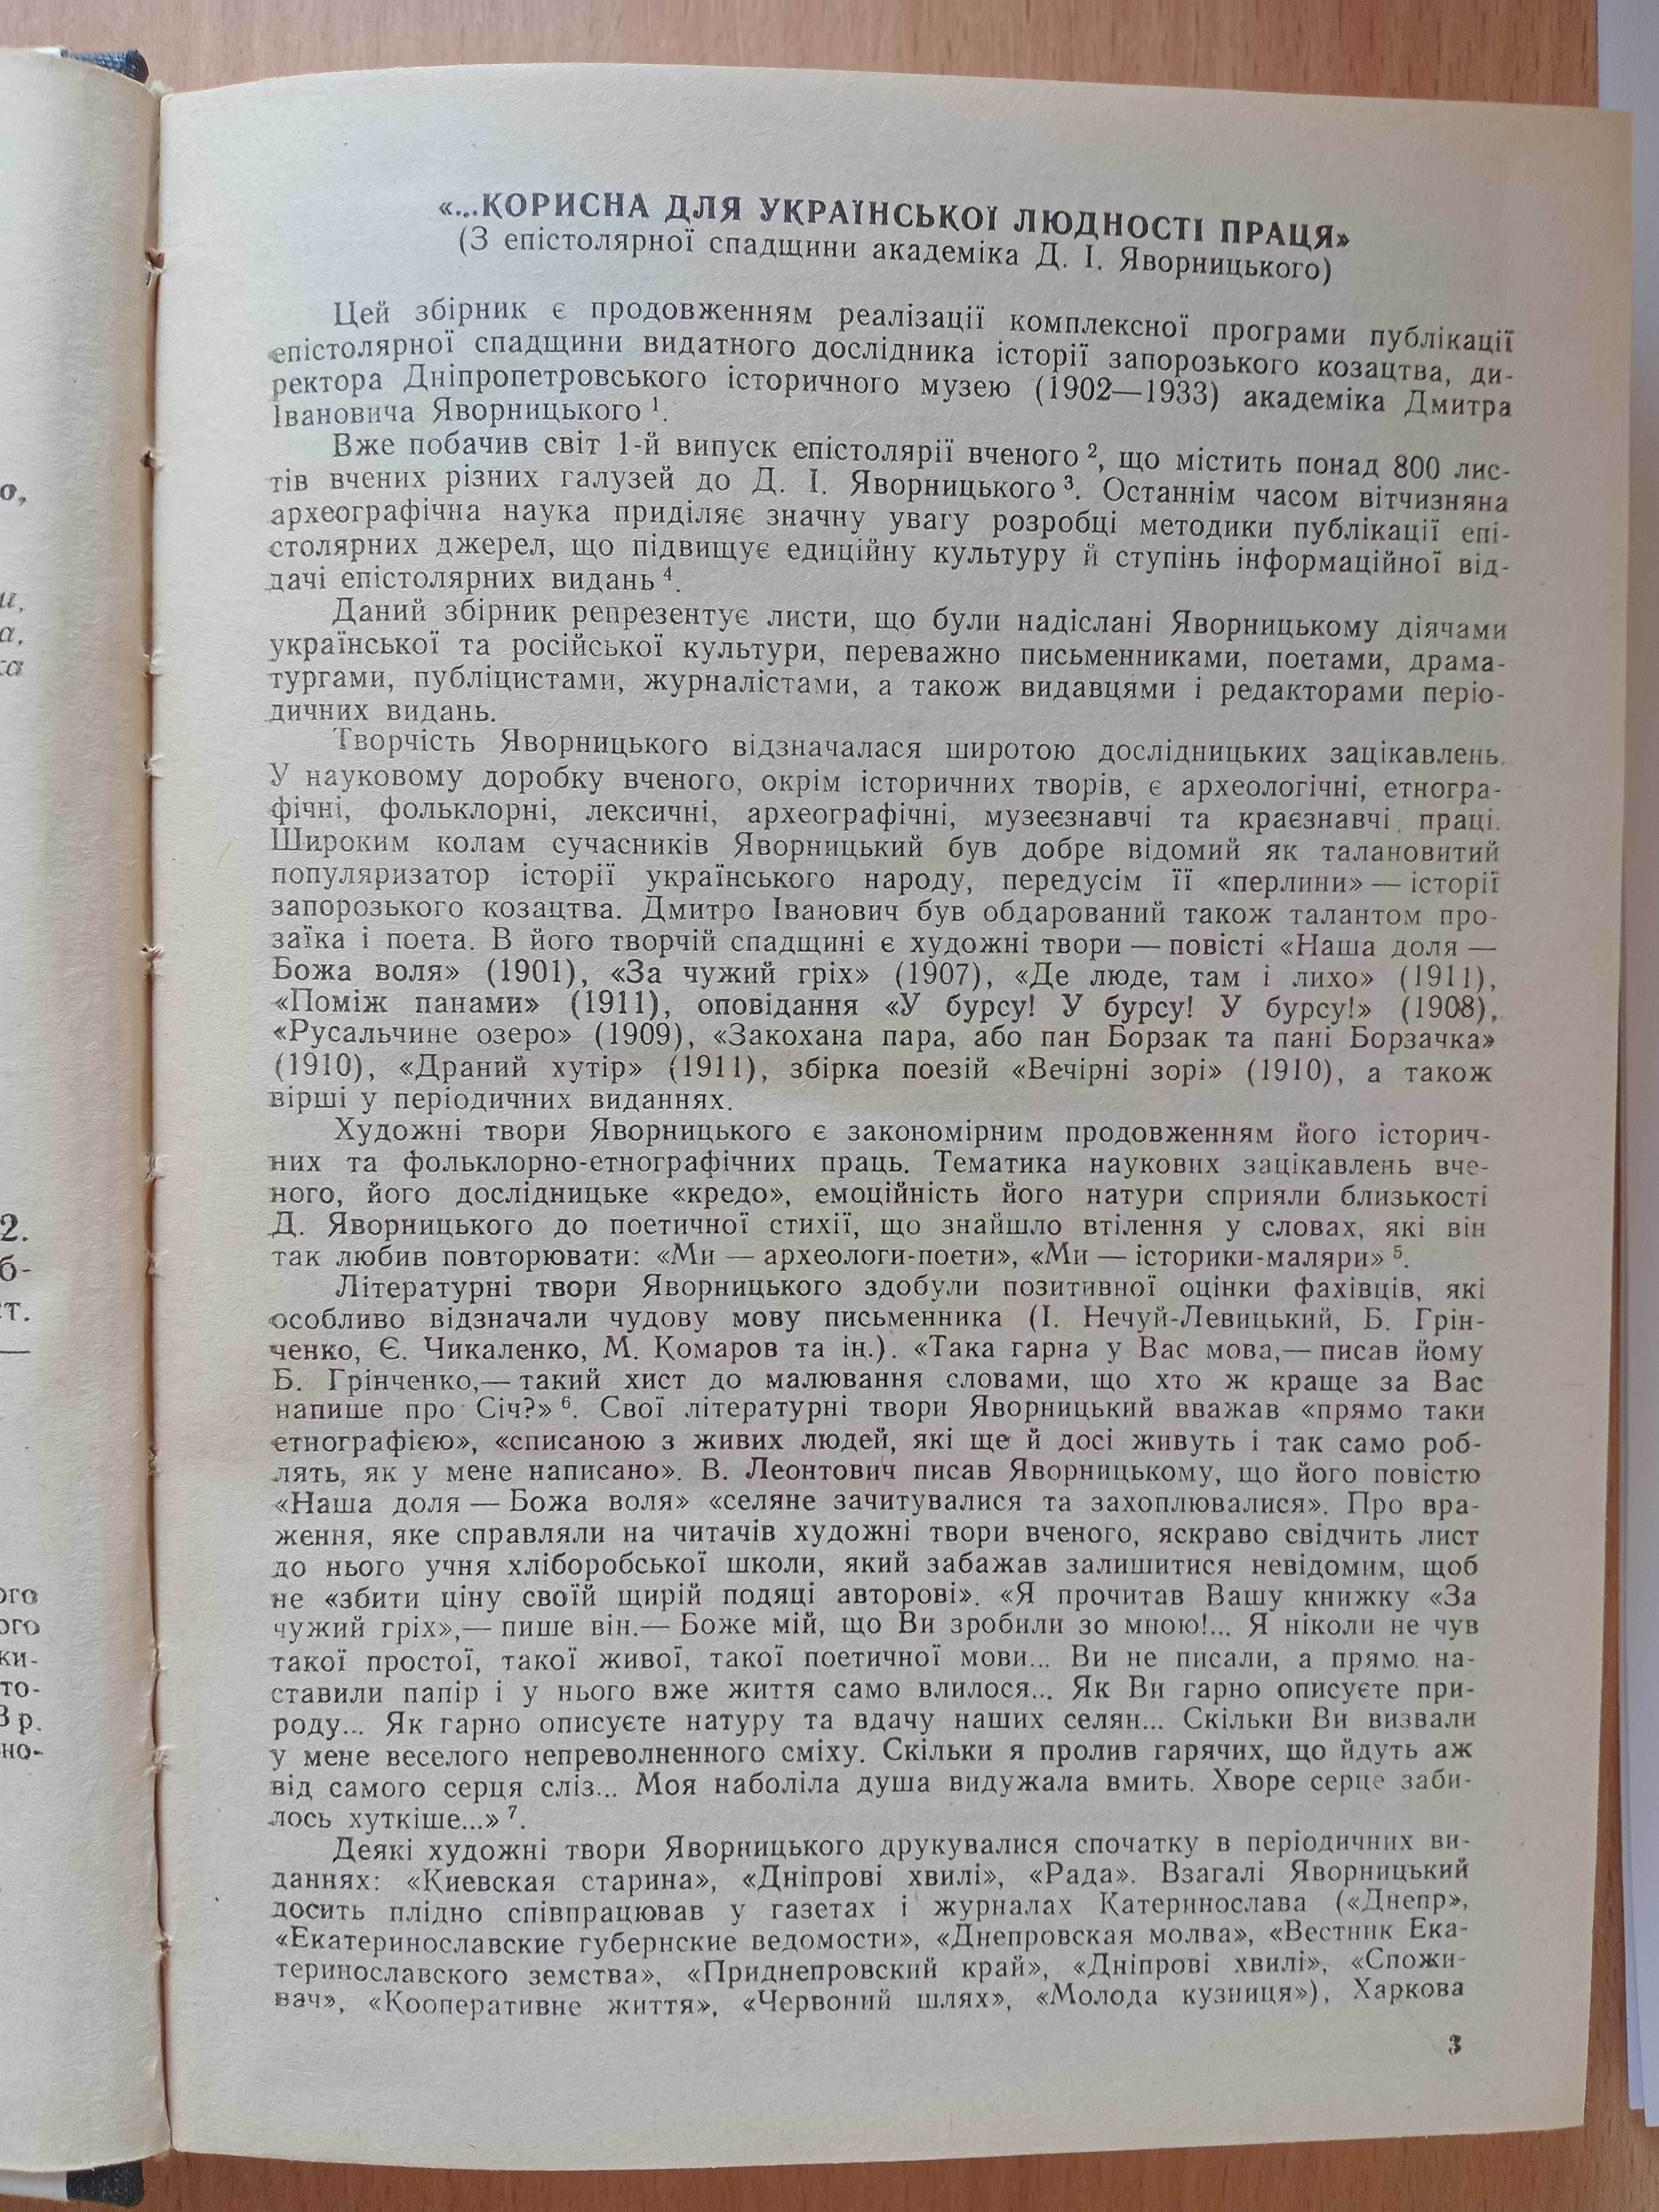 «...КОРИСНА ДЛЯ УКРАЇНСЬКОЇ ЛЮДНОСТІ ПРАЦЯ»
(З епістолярної спадщини академіка Д. І. Яворницького)
Цей збірник є продовженням реалізації комплексної програми публікації
епістолярної спадщини видатного дослідника історії запорозького козацтва, ди-
ректора Дніпропетровського історичного музею (1902—1933) академіка Дмитра
Івановича Яворницького ¹.
Вже побачив світ 1-й випуск епістолярії вченого ², що містить понад 800 лис-
тів вчених різних галузей до Д. І. Яворницького ³. Останнім часом вітчизняна
археографічна наука приділяє значну увагу розробці методики публікації епі-
столярних джерел, що підвищує едиційну культуру й ступінь інформаційної від-
дачі епістолярних видань ⁴.
Даний збірник репрезентує листи, що були надіслані Яворницькому діячами
української та російської культури, переважно письменниками, поетами, драма-
тургами, публіцистами, журналістами, а також видавцями і редакторами періо-
дичних видань.
Творчість Яворницького відзначалася широтою дослідницьких зацікавлень.
У науковому доробку вченого, окрім історичних творів, є археологічні, етногра-
фічні, фольклорні, лексичні, археографічні, музеєзнавчі та краєзнавчі праці.
Широким колам сучасників Яворницький був добре відомий як талановитий
популяризатор історії українського народу, передусім її «перлини» — історії
запорозького козацтва. Дмитро Іванович був обдарований також талантом про-
заїка і поета. В його творчій спадщині є художні твори — повісті «Наша доля —
Божа воля» (1901), «За чужий гріх» (1907), «Де люде, там і лихо» (1911),
«Поміж панами» (1911), оповідання «У бурсу! У бурсу! У бурсу!» (1908),
«Русальчине озеро» (1909), «Закохана пара, або пан Борзак та пані Борзачка»
(1910), «Драний хутір» (1911), збірка поезій «Вечірні зорі» (1910), а також
вірші у періодичних виданнях.
Художні твори Яворницького є закономірним продовженням його історич-
них та фольклорно-етнографічних праць. Тематика наукових зацікавлень вче-
ного, його дослідницьке «кредо», емоційність його натури сприяли близькості
Д. Яворницького до поетичної стихії, що знайшло втілення у словах, які він
так любив повторювати: «Ми — археологи-поети», «Ми — історики-маляри» ⁵.
Літературні твори Яворницького здобули позитивної оцінки фахівців, які
особливо відзначали чудову мову письменника (І. Нечуй-Левицький, Б. Грін-
ченко, Є. Чикаленко, М. Комаров та ін.). «Така гарна у Вас мова,— писав йому
Б. Грінченко,— такий хист до малювання словами, що хто ж краще за Вас
напише про Січ?» ⁶. Свої літературні твори Яворницький вважав «прямо таки
етнографією», «списаною з живих людей, які ще й досі живуть і так само роб-
лять, як у мене написано». В. Леонтович писав Яворницькому, що його повістю
«Наша доля — Божа воля» «селяне зачитувалися та захоплювалися». Про вра-
ження, яке справляли на читачів художні твори вченого, яскраво свідчить лист
до нього учня хліборобської школи, який забажав залишитися невідомим, щоб
не «збити ціну своїй щирій подяці авторові». «Я прочитав Вашу книжку «За
чужий гріх»,— пише він.— Боже мій, що Ви зробили зо мною!... Я ніколи не чув
такої простої, такої живої, такої поетичної мови... Ви не писали, а прямо на-
ставили папір і у нього вже життя само влилося... Як Ви гарно описуєте при-
роду... Як гарно описуєте натуру та вдачу наших селян... Скільки Ви визвали
у мене веселого непреволненного сміху. Скільки я пролив гарячих, що йдуть аж
від самого серця сліз... Моя наболіла душа видужала вмить. Хворе серце заби-
лось хуткіше...» ⁷.
Деякі художні твори Яворницького друкувалися спочатку в періодичних ви-
даннях: «Киевская старина», «Дніпрові хвилі», «Рада». Взагалі Яворницький
досить плідно співпрацював у газетах і журналах Катеринослава («Днепр»,
«Екатеринославские губернские ведомости», «Днепровская молва», «Вестник Ека-
теринославского земства», «Приднепровский край», «Дніпрові хвилі», «Спожи-
вач», «Кооперативне життя», «Червоний шлях», «Молода кузниця»), Харкова
3